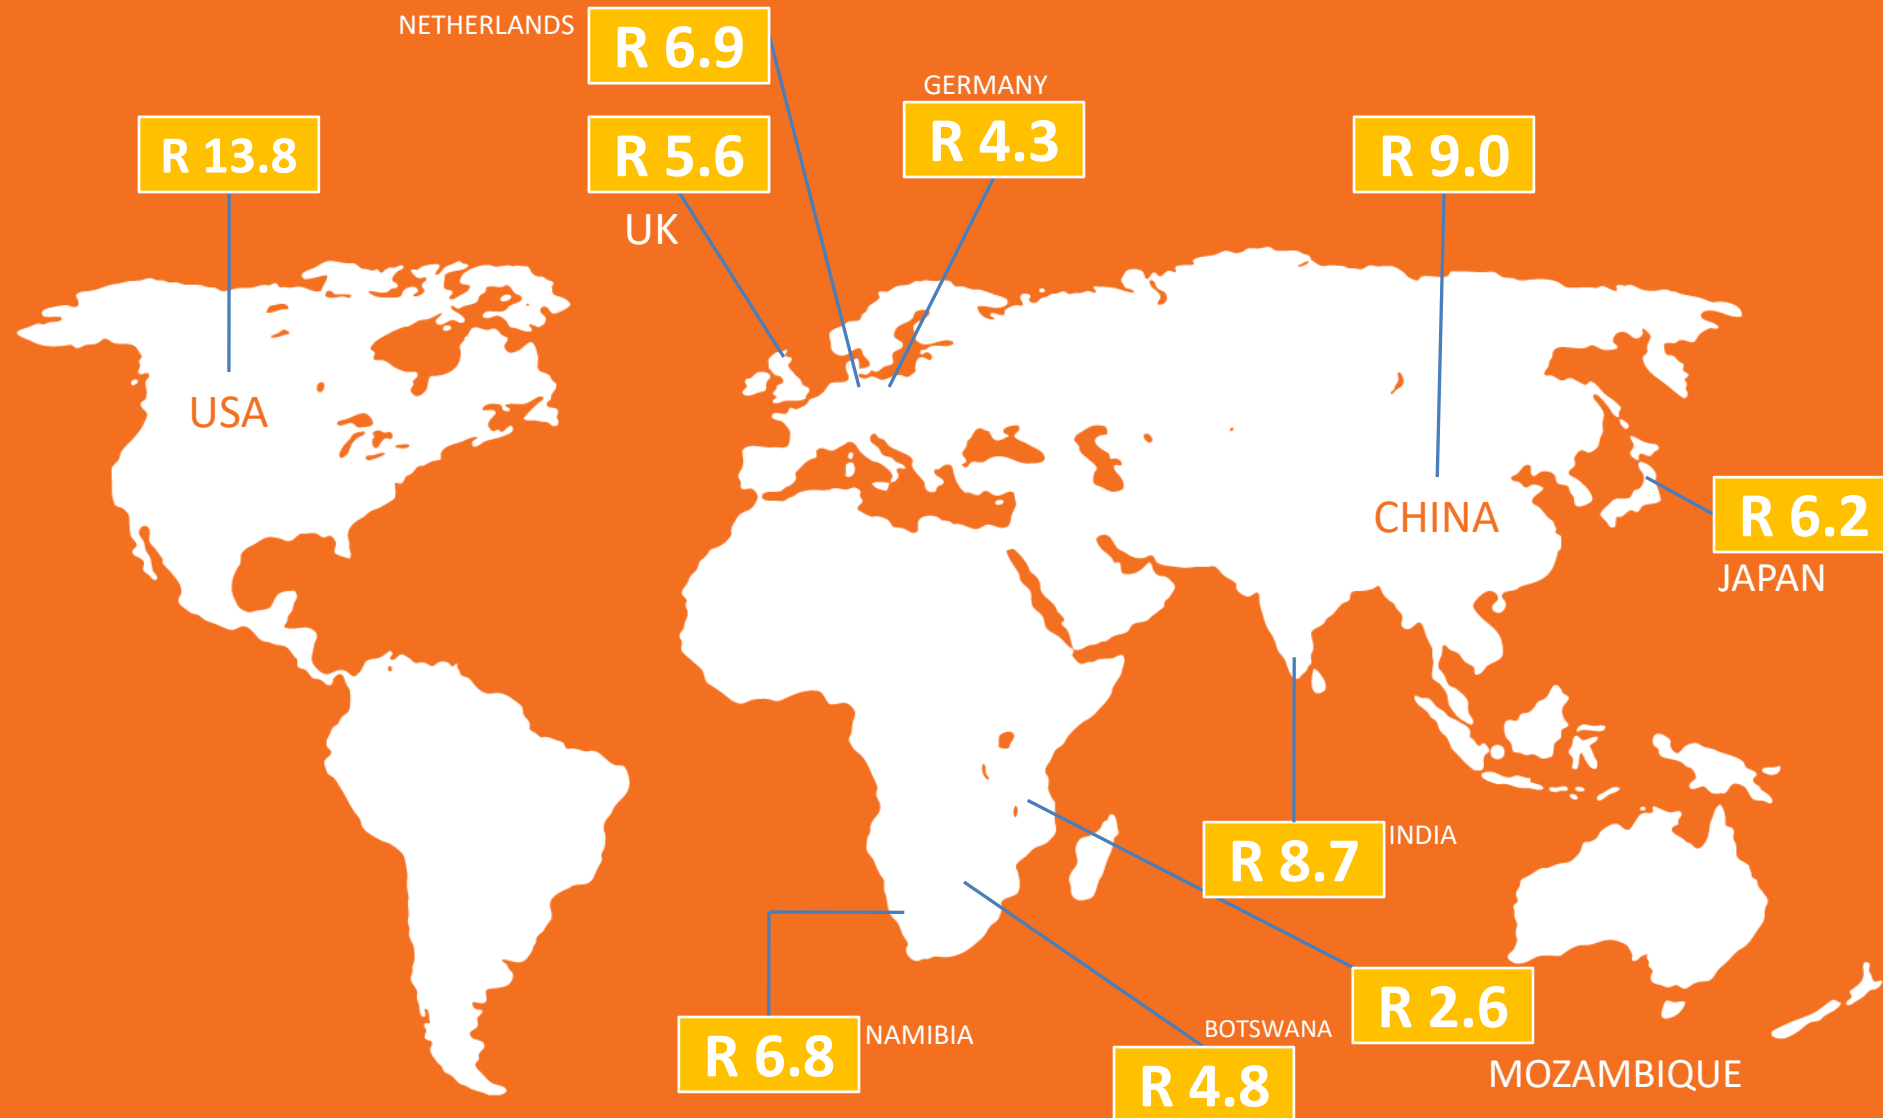 NETHERLANDS
R 6.9
GERMANY
R 13.8
R 5.6
R 4.3
R 9.0
UK
USA
CHINA
R 6.2
JAPAN
INDIA
R 8.7
R 2.6
NAMIBIA
R 6.8
BOTSWANA
R 4.8
MOZAMBIQUE